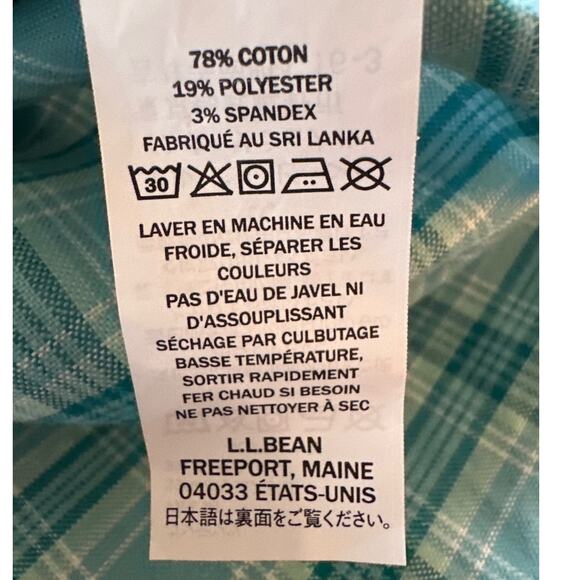 78% COTON
19% POLYESTER
3% SPANDEX
FABRIQUÉ AU SRI LANKA
30
LAVER EN MACHINE EN EAU
FROIDE, SÉPARER LES
COULEURS
PAS D'EAU DE JAVEL NI
D'ASSOUPLISSANT
SÉCHAGE PAR CULBUTAGE
BASSE TEMPÉRATURE,
SORTIR RAPIDEMENT
FER CHAUD SI BESOIN
NE PAS NETTOYER À SEC
L.L.BEAN
FREEPORT, MAINE
04033 ÉTATS-UNIS
日本語は裏面をご覧ください。